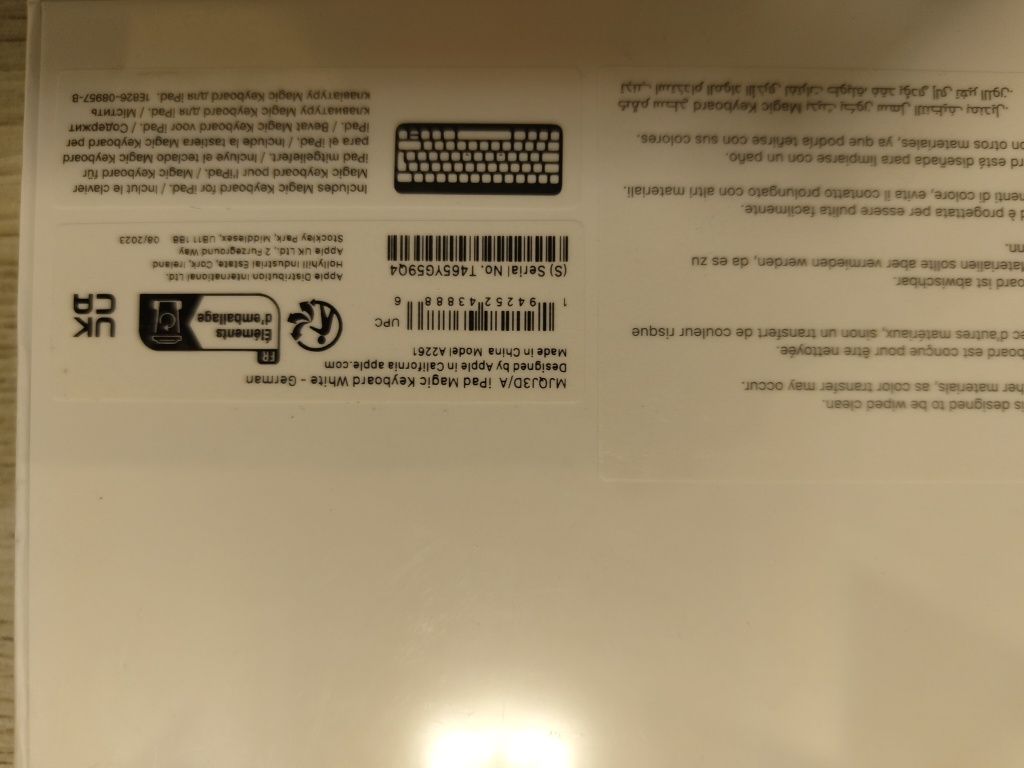 is designed to be wiped clean.
her materials, as color transfer may occur.
board est conçue pour être nettoyée.
ec d'autres matériaux, sinon un transfert de couleur risque
board ist abwischbar.
Materialien sollte aber vermieden werden, da es zu
nn.
d è progettata per essere pulita facilmente.
menti di colore, evita il contatto prolungato con altri materiali.
rd está diseñada para limpiarse con un paño.
on otros materiales, ya que podría teñirse con sus colores.
Magic Keyboard
MJQJ3D/A iPad Magic Keyboard White - German
Designed by Apple in California apple.com
Made in China Model A2261
UPC
1 94252 43888 6
(S) Serial No. T465VG59Q4
FR
Éléments
d'emballage
UK
CA
Apple Distribution International Ltd.
Hollyhill Industrial Estate, Cork, Ireland
Apple UK Ltd., 2 Furzeground Way
Stockley Park, Middlesex, UB11 1BB 08/2023
Includes Magic Keyboard for iPad. / Inclut le clavier
Magic Keyboard pour l'iPad. / Magic Keyboard für
iPad mitgeliefert. / Incluye el teclado Magic Keyboard
para el iPad. / Include la tastiera Magic Keyboard per
iPad. / Bevat Magic Keyboard voor iPad. / Содержит
клавиатуру Magic Keyboard для iPad. / Містить
клавіатуру Magic Keyboard для iPad. 1E826-08957-B